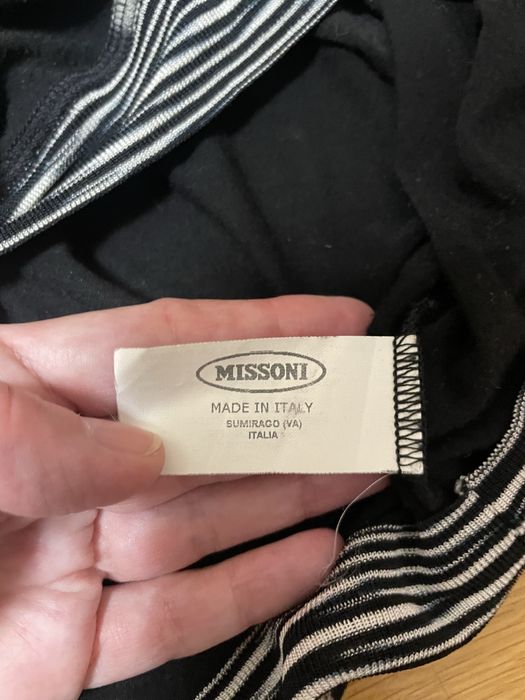 MISSONI
MADE IN ITALY
SUMIRAGO (VA)
ITALIA